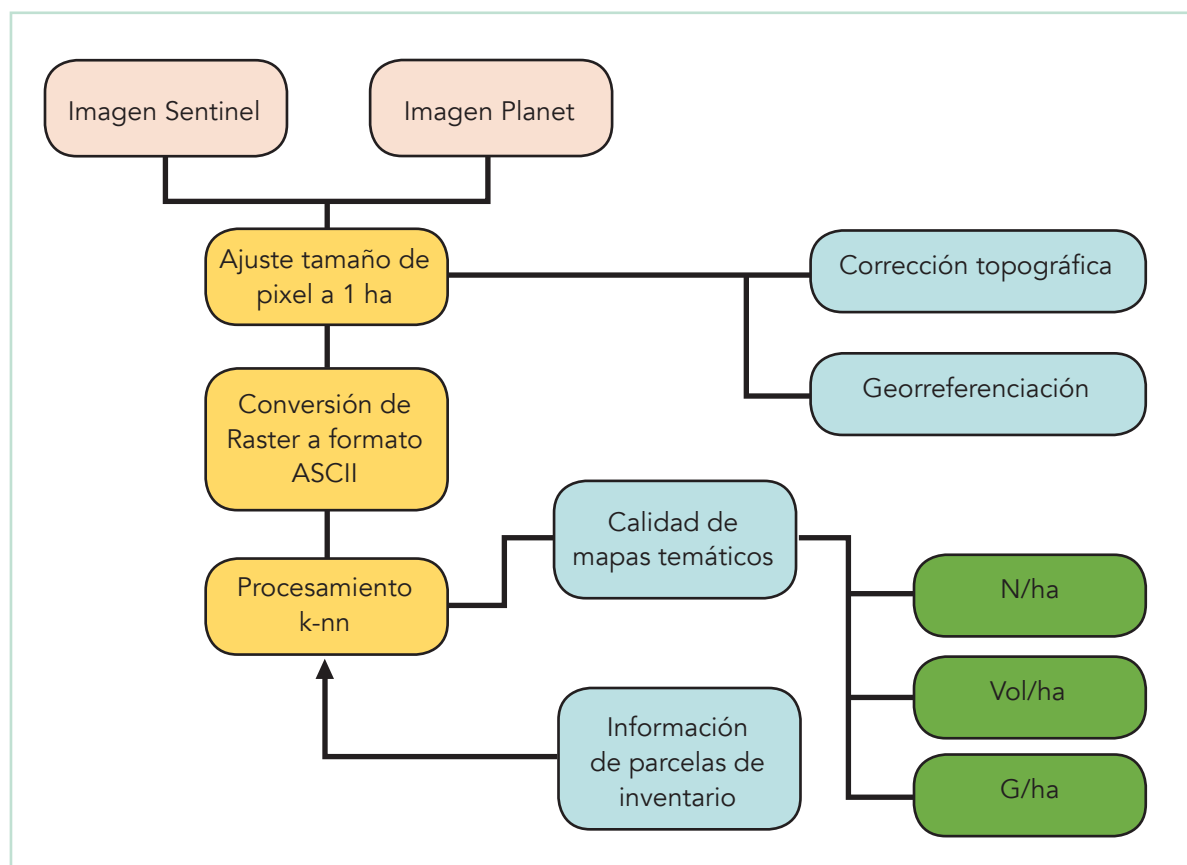 Imagen Sentinel
Imagen Planet
Ajuste tamaño de
pixel a 1 ha
Corrección topográfica
Georreferenciación
Conversión de
Raster a formato
ASCII
Calidad de
mapas temáticos
Procesamiento
k-nn
N/ha
Vol/ha
Información
de parcelas de
inventario
G/ha